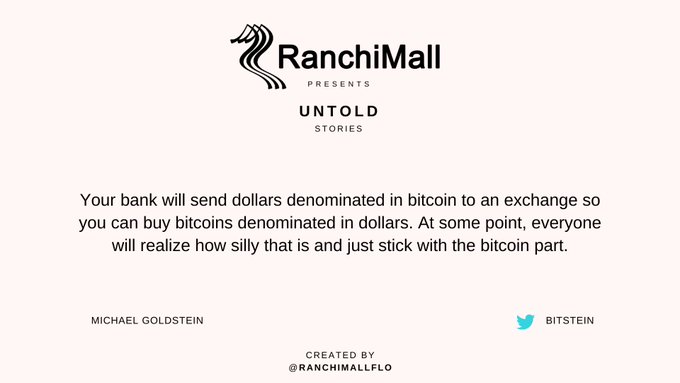 RanchiMall
PRESENTS
UNTOLD
STORIES
Your bank will send dollars denominated in bitcoin to an exchange so
you can buy bitcoins denominated in dollars. At some point, everyone
will realize how silly that is and just stick with the bitcoin part.
MICHAEL GOLDSTEIN
BITSTEIN
CREATED BY
@RANCHIMALLFLO